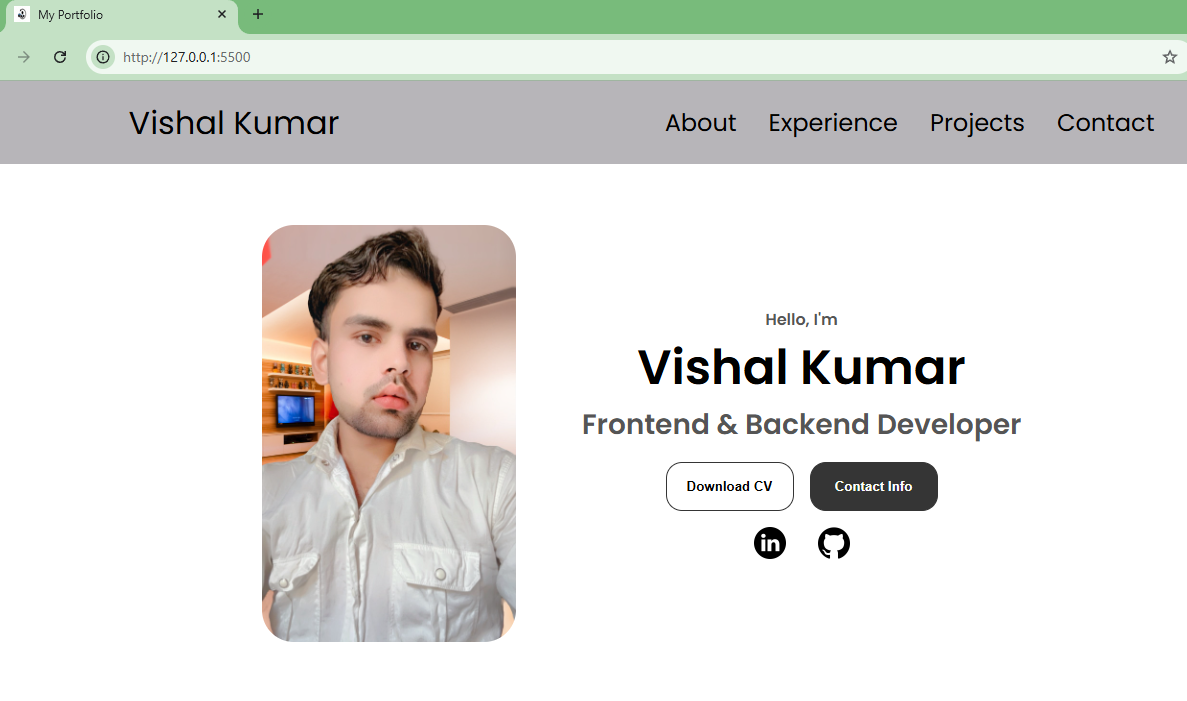 My Portfolio
http://127.0.0.1:5500
Vishal Kumar
About Experience Projects Contact
Hello, I'm
Vishal Kumar
Frontend & Backend Developer
Download CV Contact Info
in